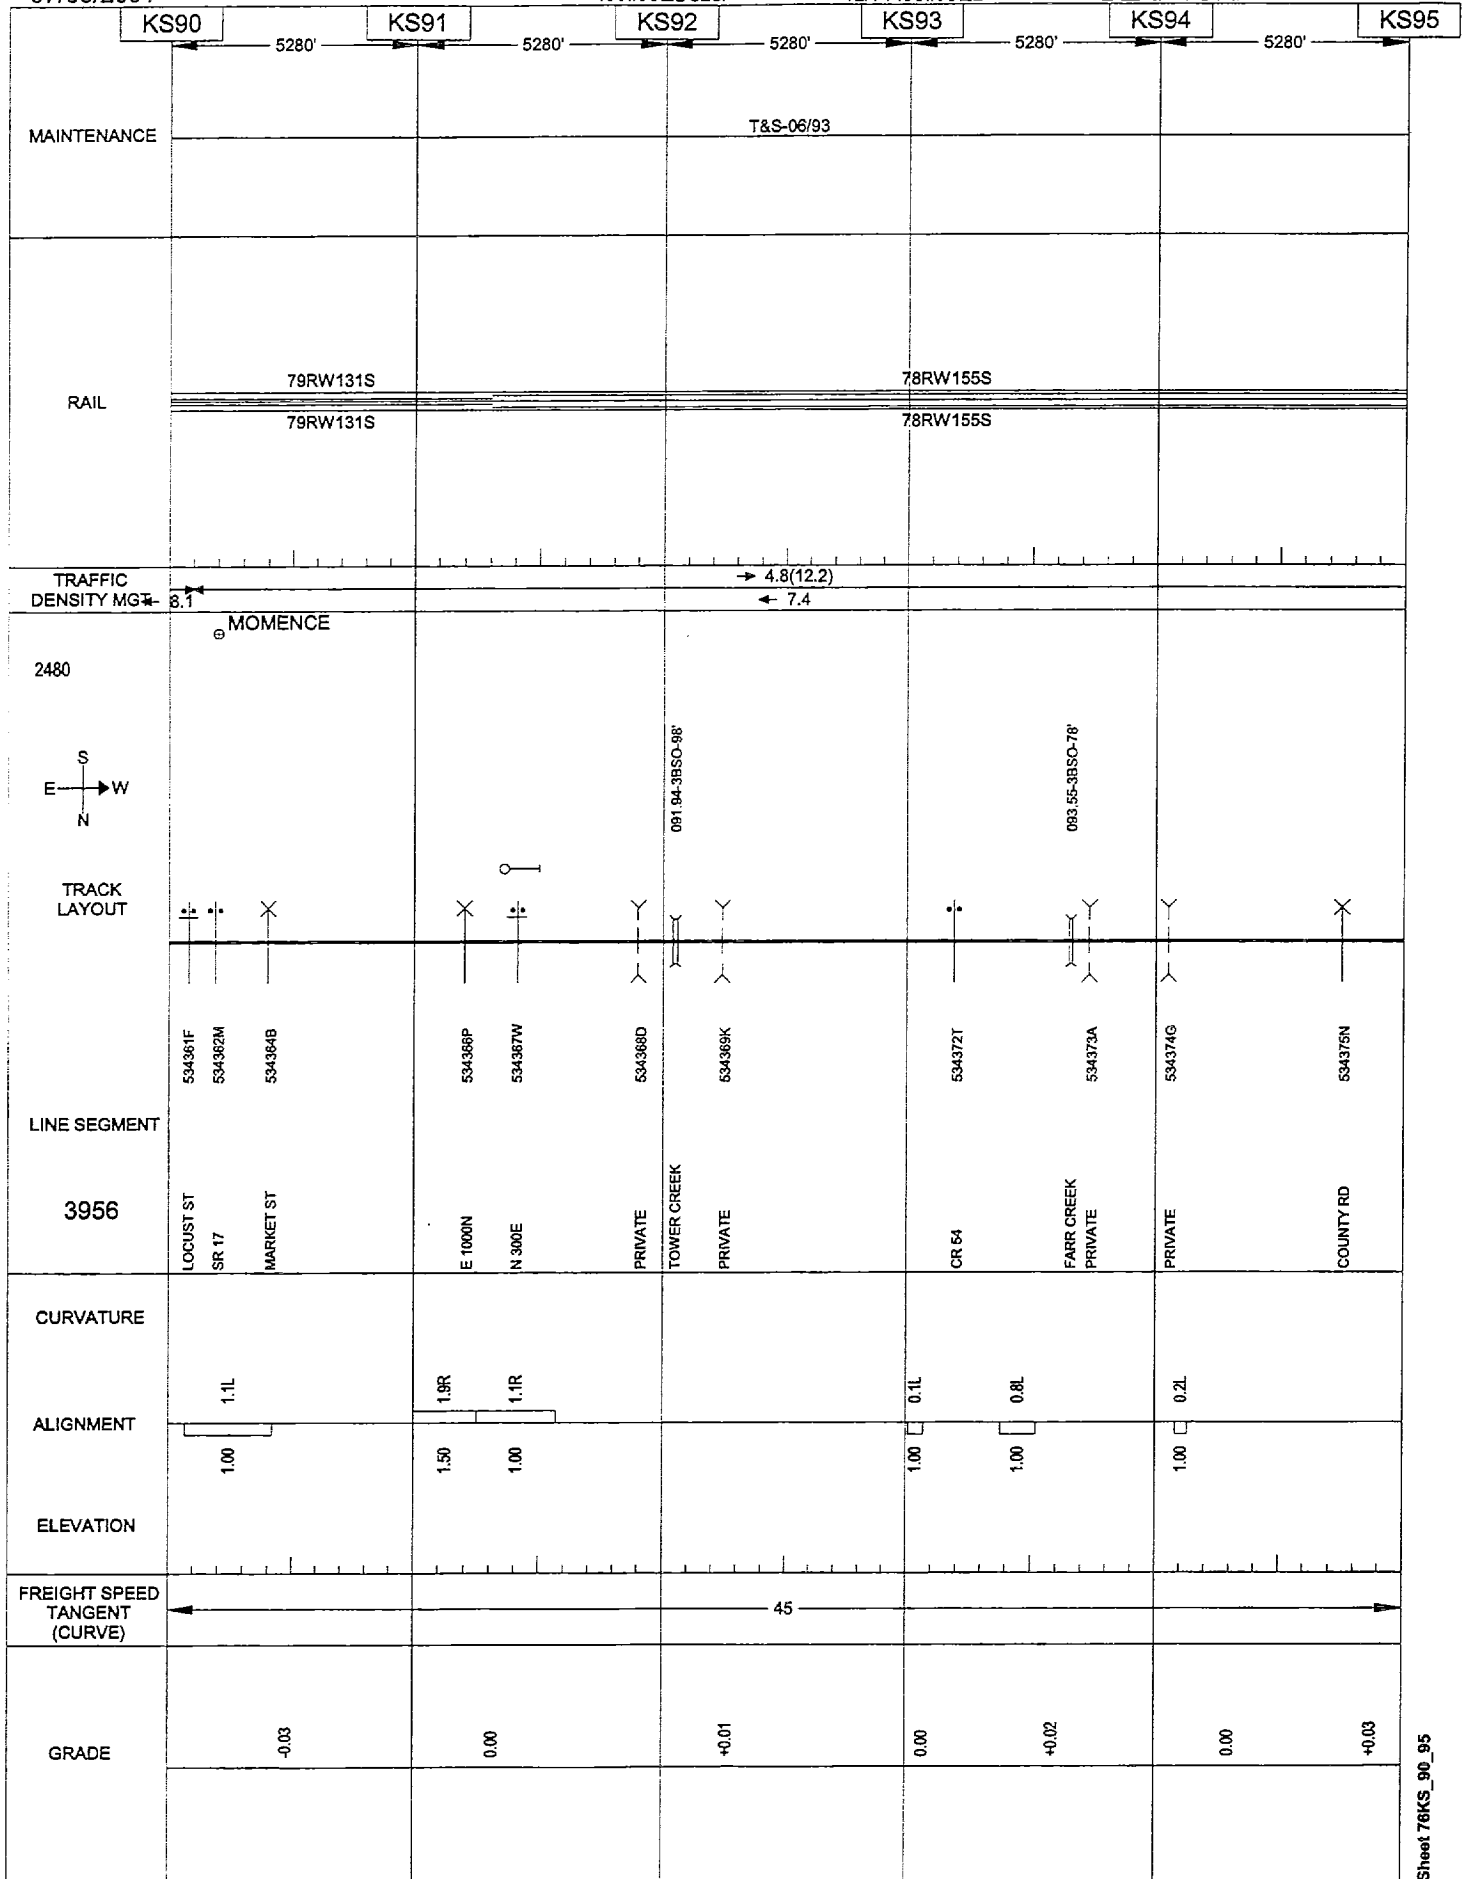 KS90 KS91 KS92 KS93 KS94 KS95
5280' 5280' 5280' 5280' 5280'
MAINTENANCE
T&S-06/93
79RW131S 78RW155S
RAIL
79RW131S 78RW155S
TRAFFIC
DENSITY MGT
→ 4.8(12.2)
8.1
← 7.4
MOMENCE
2480
S
E W
N
091.94-3BSO-98'
093.55-3BSO-78'
TRACK
LAYOUT
534361F
534362M
534364B
534366P
534367W
534368D
534369K
534372T
534373A
534374G
534375N
LINE SEGMENT
3956
LOCUST ST
SR 17
MARKET ST
E 1000N
N 300E
PRIVATE
TOWER CREEK
PRIVATE
CR 54
FARR CREEK
PRIVATE
PRIVATE
COUNTY RD
CURVATURE
1.1L 1.9R 1.1R 0.1L 0.8L 0.2L
ALIGNMENT
1.00 1.50 1.00 1.00 1.00 1.00
ELEVATION
FREIGHT SPEED
TANGENT
(CURVE)
45
GRADE
-0.03 0.00 +0.01 0.00 +0.02 0.00 +0.03
Sheet 76KS_90_95